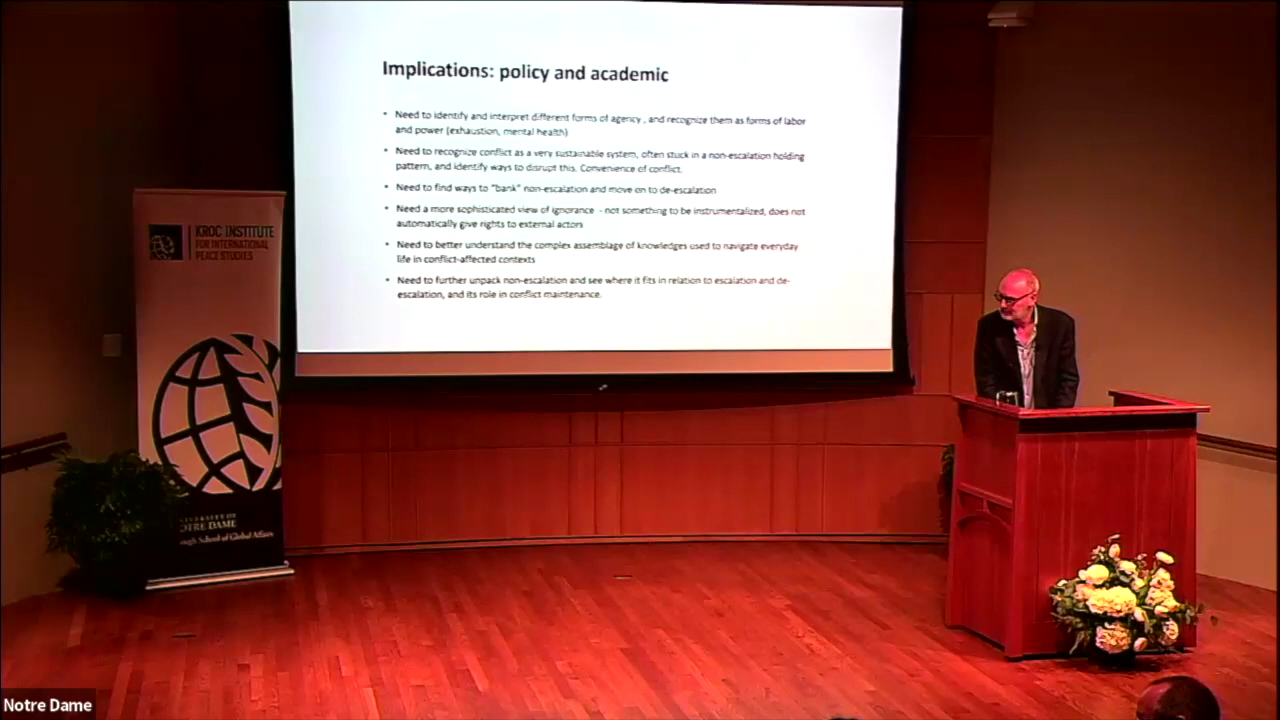 Implications: policy and academic
• Need to identify and interpret different forms of agency , and recognize them as forms of labor
and power (exhaustion, mental health)
• Need to recognize conflict as a very sustainable system, often stuck in a non-escalation holding
pattern, and identify ways to disrupt this. Convenience of conflict.
• Need to find ways to "bank" non-escalation and move on to de-escalation
• Need a more sophisticated view of ignorance - not something to be instrumentalized, does not
automatically give rights to external actors
• Need to better understand the complex assemblage of knowledges used to navigate everyday
life in conflict-affected contexts
• Need to further unpack non-escalation and see where it fits in relation to escalation and de-
escalation, and its role in conflict maintenance.
KROC INSTITUTE
FOR INTERNATIONAL
PEACE STUDIES
NOTRE DAME
School of Global Affairs
Notre Dame